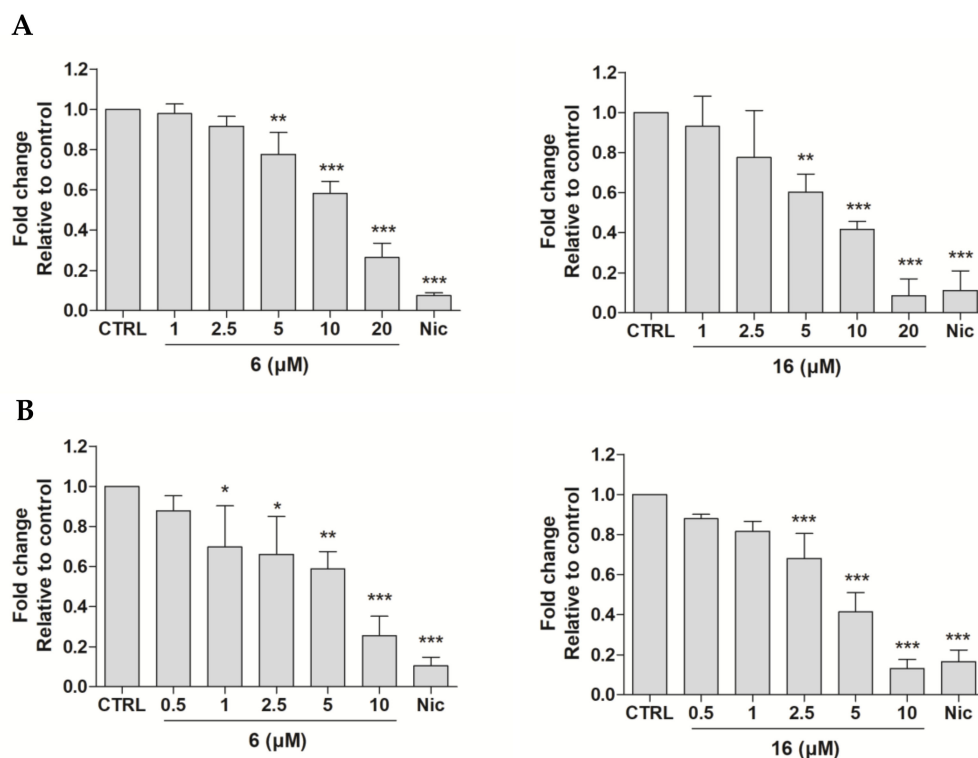 A
Fold change
Relative to control
1.2
1.0
0.8
0.6
0.4
0.2
0.0
**
***
***
***
CTRL 1 2.5 5 10 20 Nic
6 (µM)
Fold change
Relative to control
1.2
1.0
0.8
0.6
0.4
0.2
0.0
**
***
***
***
CTRL 1 2.5 5 10 20 Nic
16 (µM)
B
Fold change
Relative to control
1.2
1.0
0.8
0.6
0.4
0.2
0.0
*
*
**
***
***
CTRL 0.5 1 2.5 5 10 Nic
6 (µM)
Fold change
Relative to control
1.2
1.0
0.8
0.6
0.4
0.2
0.0
***
***
***
***
CTRL 0.5 1 2.5 5 10 Nic
16 (µM)